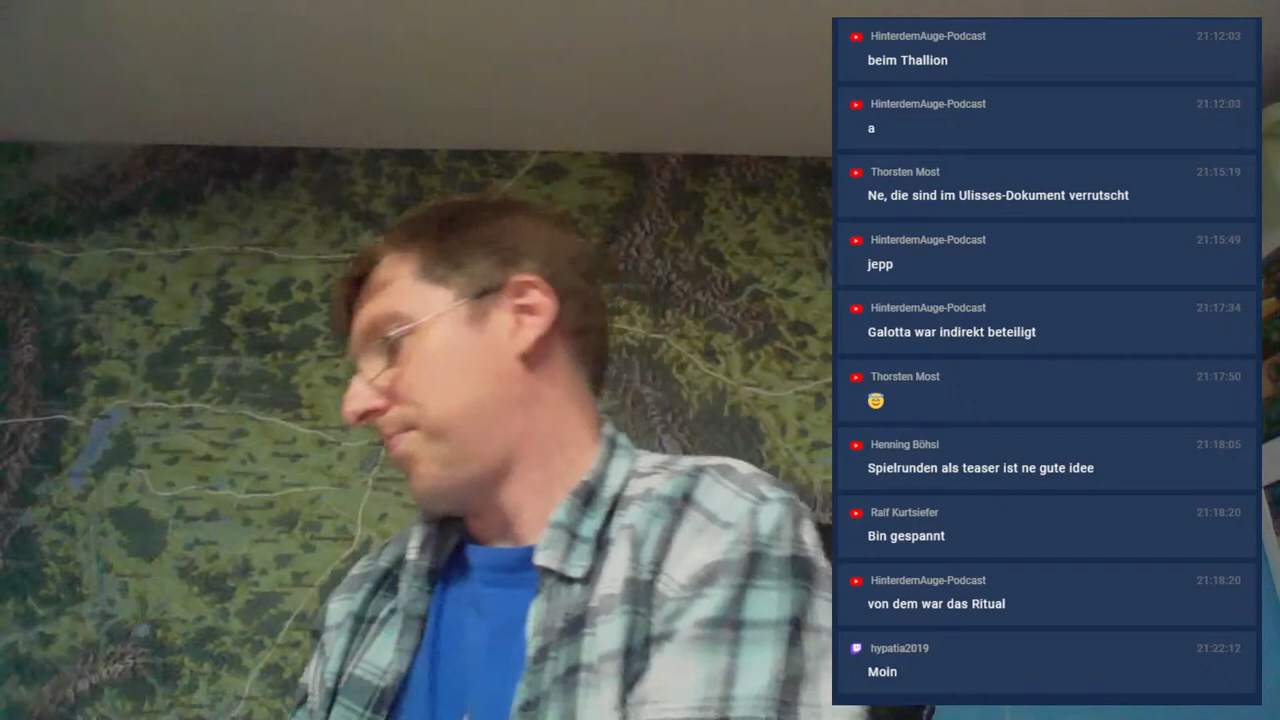 HinterdemAuge-Podcast 21:12:03
beim Thallion
HinterdemAuge-Podcast 21:12:03
a
Thorsten Most 21:15:19
Ne, die sind im Ulisses-Dokument verrutscht
HinterdemAuge-Podcast 21:15:49
jepp
HinterdemAuge-Podcast 21:17:34
Galotta war indirekt beteiligt
Thorsten Most 21:17:50
😇
Henning Böhsl 21:18:05
Spielrunden als teaser ist ne gute idee
Ralf Kurtsiefer 21:18:20
Bin gespannt
HinterdemAuge-Podcast 21:18:20
von dem war das Ritual
hypatia2019 21:22:12
Moin